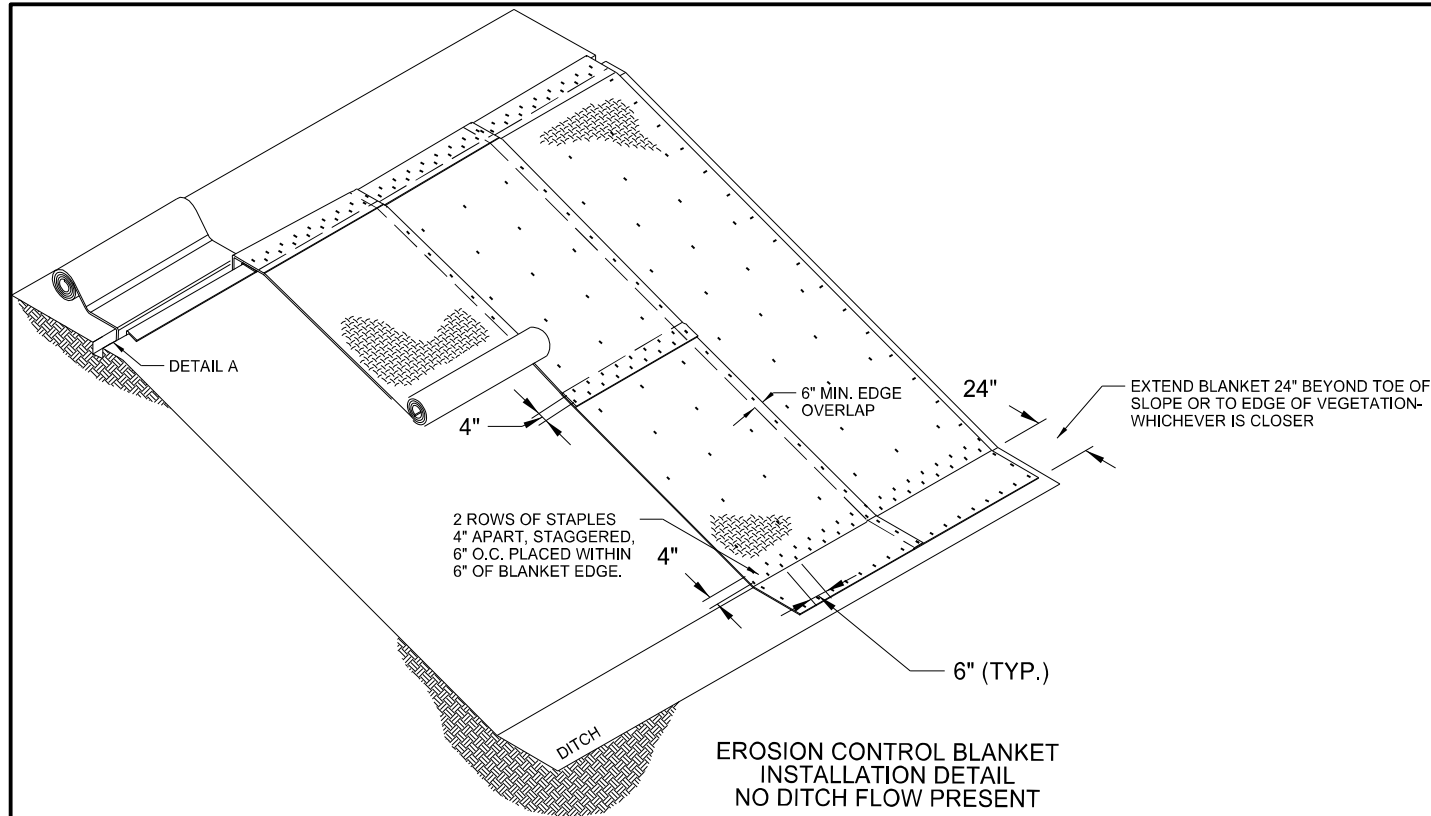 DETAIL A
4"
6" MIN. EDGE
OVERLAP
24"
EXTEND BLANKET 24" BEYOND TOE OF
SLOPE OR TO EDGE OF VEGETATION-
WHICHEVER IS CLOSER
2 ROWS OF STAPLES
4" APART, STAGGERED,
6" O.C. PLACED WITHIN
6" OF BLANKET EDGE.
4"
6" (TYP.)
DITCH
EROSION CONTROL BLANKET
INSTALLATION DETAIL
NO DITCH FLOW PRESENT